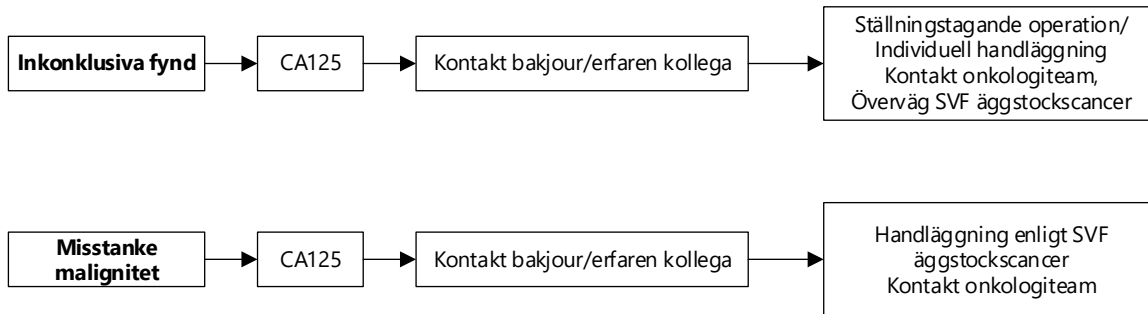 Inkonklusiva fynd
CA125
Kontakt bakjour/erfaren kollega
Ställningstagande operation/
Individuell handläggning
Kontakt onkologiteam,
Överväg SVF äggstockscancer
Misstanke
malignitet
CA125
Kontakt bakjour/erfaren kollega
Handläggning enligt SVF
äggstockscancer
Kontakt onkologiteam